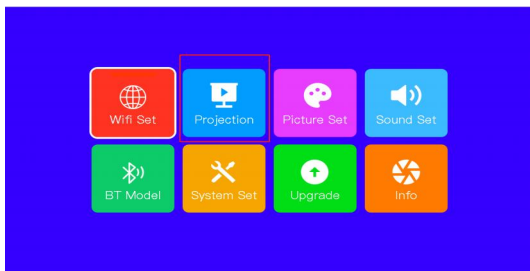 Wifi Set
Projection
Picture Set
Sound Set
BT Model
System Set
Upgrade
Info